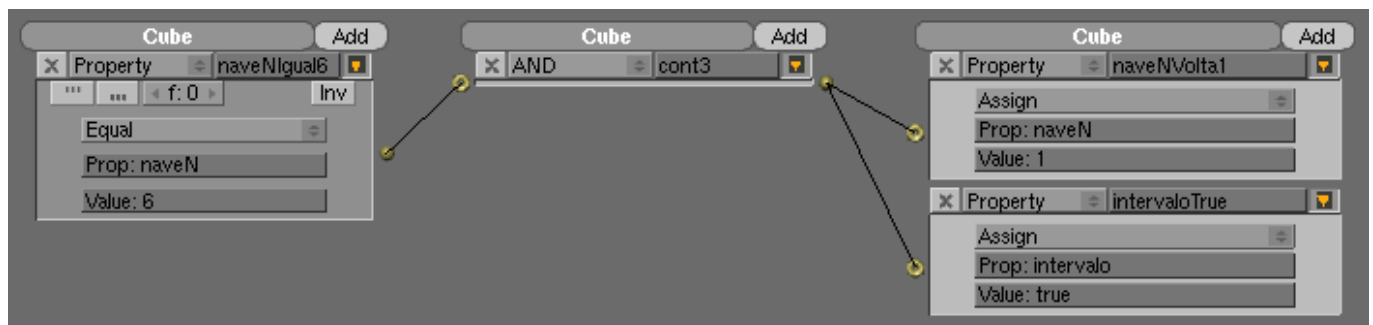 Cube Add
X Property naveNIgual6
f: 0 Inv
Equal
Prop: naveN
Value: 6
Cube Add
X AND cont3
Cube Add
X Property naveNVolta1
Assign
Prop: naveN
Value: 1
X Property intervaloTrue
Assign
Prop: intervalo
Value: true